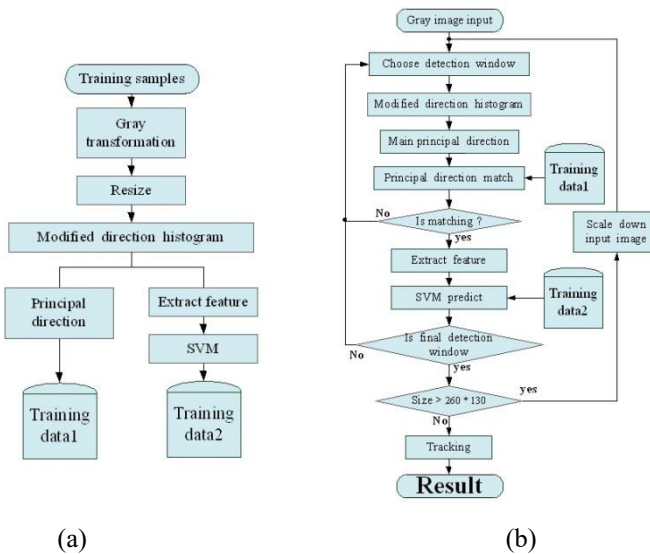 Training samples
Gray
transformation
Resize
Modified direction histogram
Principal
direction
Extract feature
SVM
Training
data1
Training
data2
(a)
Gray image input
Choose detection window
Modified direction histogram
Main principal direction
Principal direction match
Training
data1
No
Is matching ?
yes
Scale down
input image
Extract feature
SVM predict
Training
data2
Is final detection
window
No
yes
Size > 260 * 130
yes
No
Tracking
Result
(b)